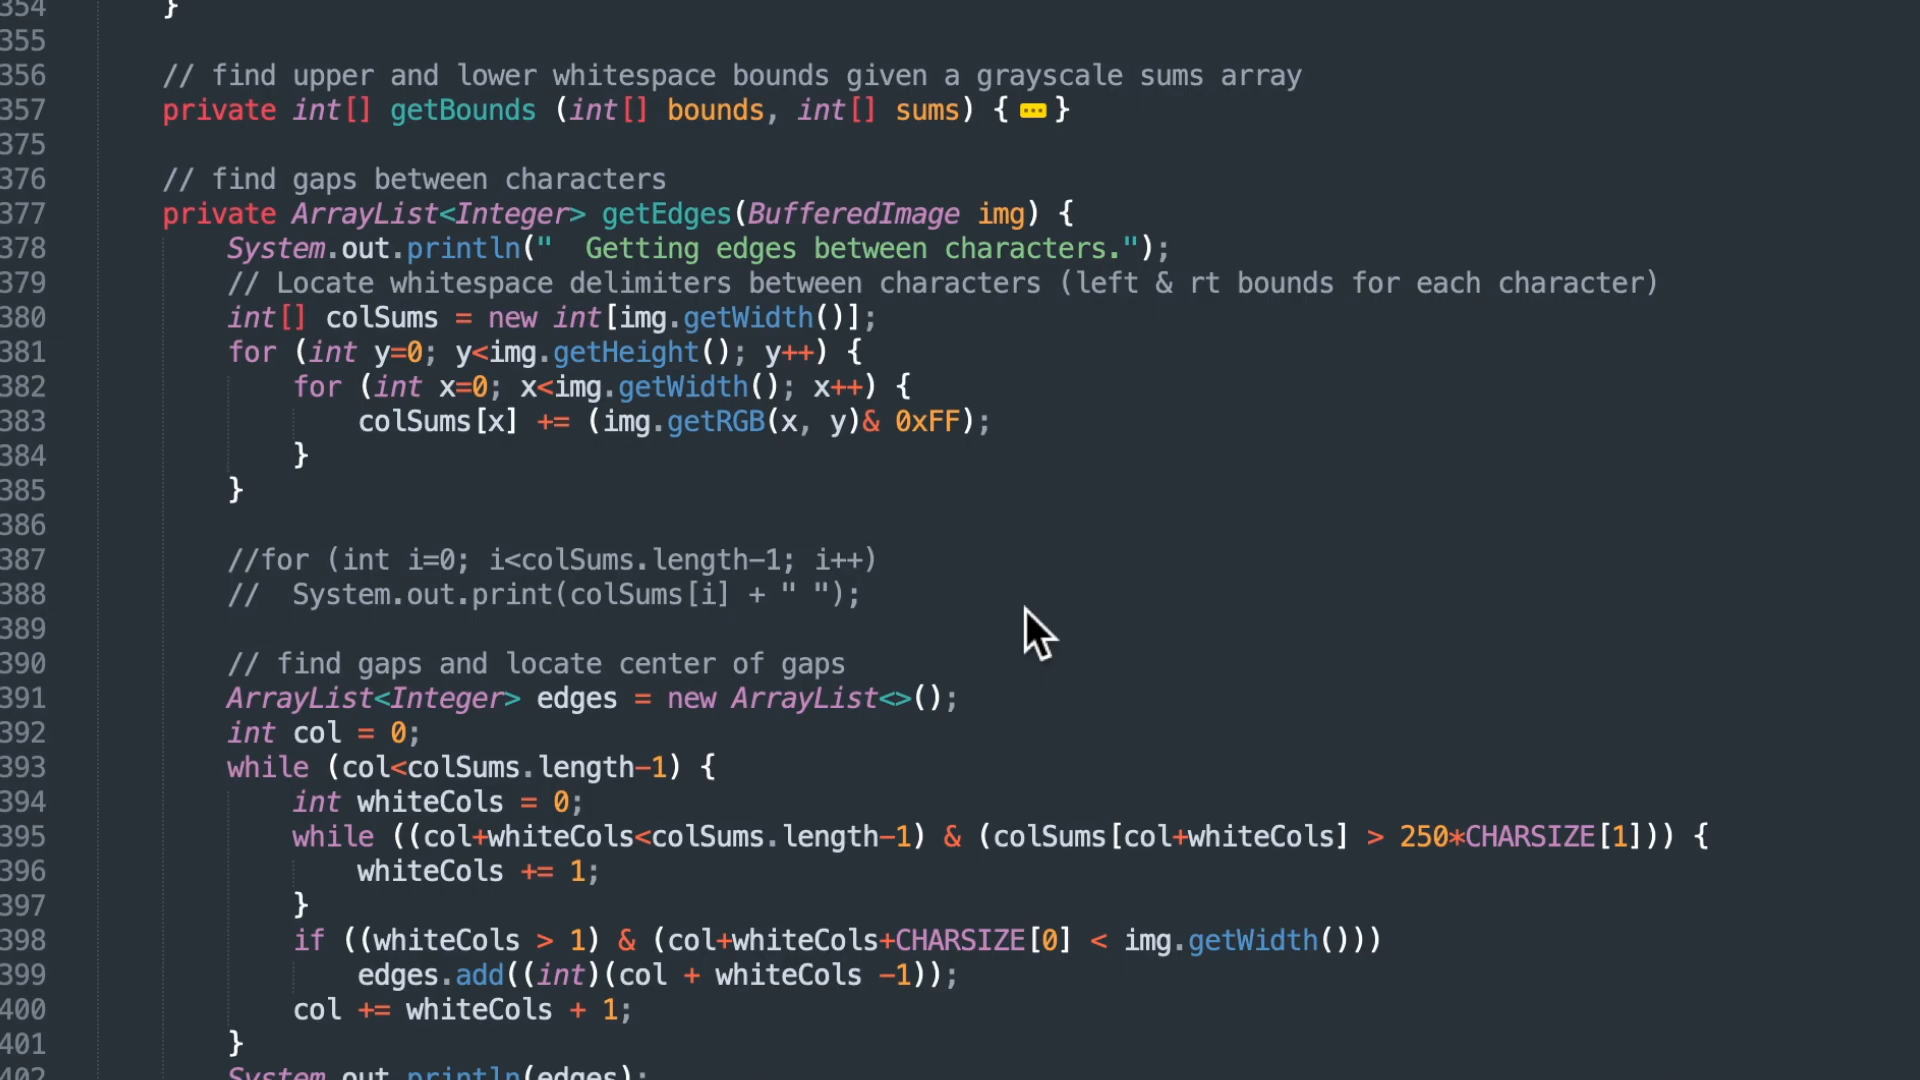 354 }
355
356 // find upper and lower whitespace bounds given a grayscale sums array
357 private int[] getBounds (int[] bounds, int[] sums) { ••• }
375
376 // find gaps between characters
377 private ArrayList<Integer> getEdges(BufferedImage img) {
378 System.out.println("  Getting edges between characters.");
379 // Locate whitespace delimiters between characters (left & rt bounds for each character)
380 int[] colSums = new int[img.getWidth()];
381 for (int y=0; y<img.getHeight(); y++) {
382 for (int x=0; x<img.getWidth(); x++) {
383 colSums[x] += (img.getRGB(x, y)& 0xFF);
384 }
385 }
386
387 //for (int i=0; i<colSums.length-1; i++)
388 //  System.out.print(colSums[i] + " ");
389
390 // find gaps and locate center of gaps
391 ArrayList<Integer> edges = new ArrayList<>();
392 int col = 0;
393 while (col<colSums.length-1) {
394 int whiteCols = 0;
395 while ((col+whiteCols<colSums.length-1) & (colSums[col+whiteCols] > 250*CHARSIZE[1])) {
396 whiteCols += 1;
397 }
398 if ((whiteCols > 1) & (col+whiteCols+CHARSIZE[0] < img.getWidth()))
399 edges.add((int)(col + whiteCols -1));
400 col += whiteCols + 1;
401 }
402 System.out.println(edges);